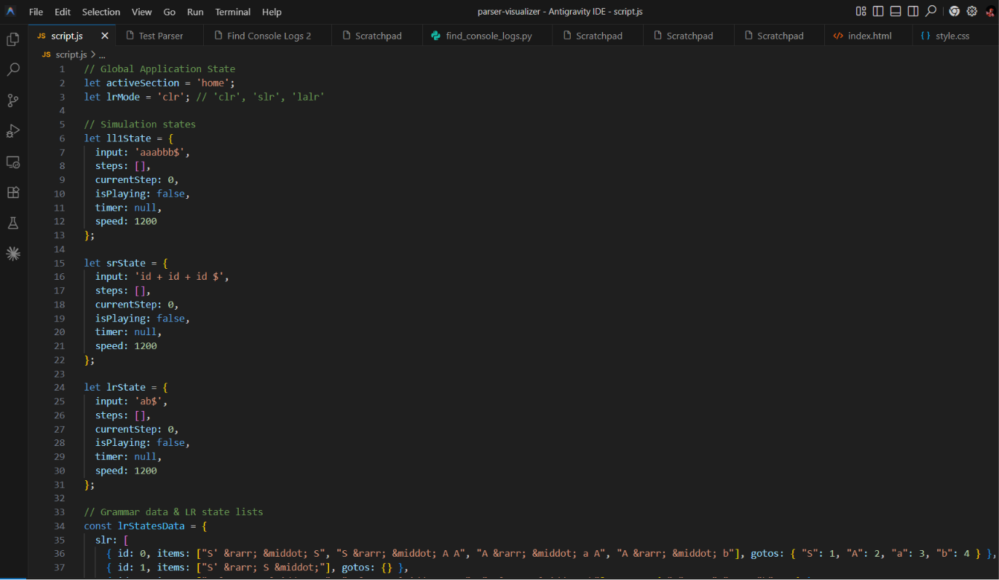 File Edit Selection View Go Run Terminal Help parser-visualizer - Antigravity IDE - script.js
JS script.js Test Parser Find Console Logs 2 Scratchpad find_console_logs.py Scratchpad Scratchpad Scratchpad index.html style.css
JS script.js > ...
1 // Global Application State
2 let activeSection = 'home';
3 let lrMode = 'clr'; // 'clr', 'slr', 'lalr'
4
5 // Simulation states
6 let ll1State = {
7 input: 'aaabbb$',
8 steps: [],
9 currentStep: 0,
10 isPlaying: false,
11 timer: null,
12 speed: 1200
13 };
14
15 let srState = {
16 input: 'id + id + id $',
17 steps: [],
18 currentStep: 0,
19 isPlaying: false,
20 timer: null,
21 speed: 1200
22 };
23
24 let lrState = {
25 input: 'ab$',
26 steps: [],
27 currentStep: 0,
28 isPlaying: false,
29 timer: null,
30 speed: 1200
31 };
32
33 // Grammar data & LR state lists
34 const lrStatesData = {
35 slr: [
36 { id: 0, items: ["S' &rarr; &middot; S", "S &rarr; &middot; A A", "A &rarr; &middot; a A", "A &rarr; &middot; b"], gotos: { "S": 1, "A": 2, "a": 3, "b": 4 } },
37 { id: 1, items: ["S' &rarr; S &middot;"], gotos: {} },